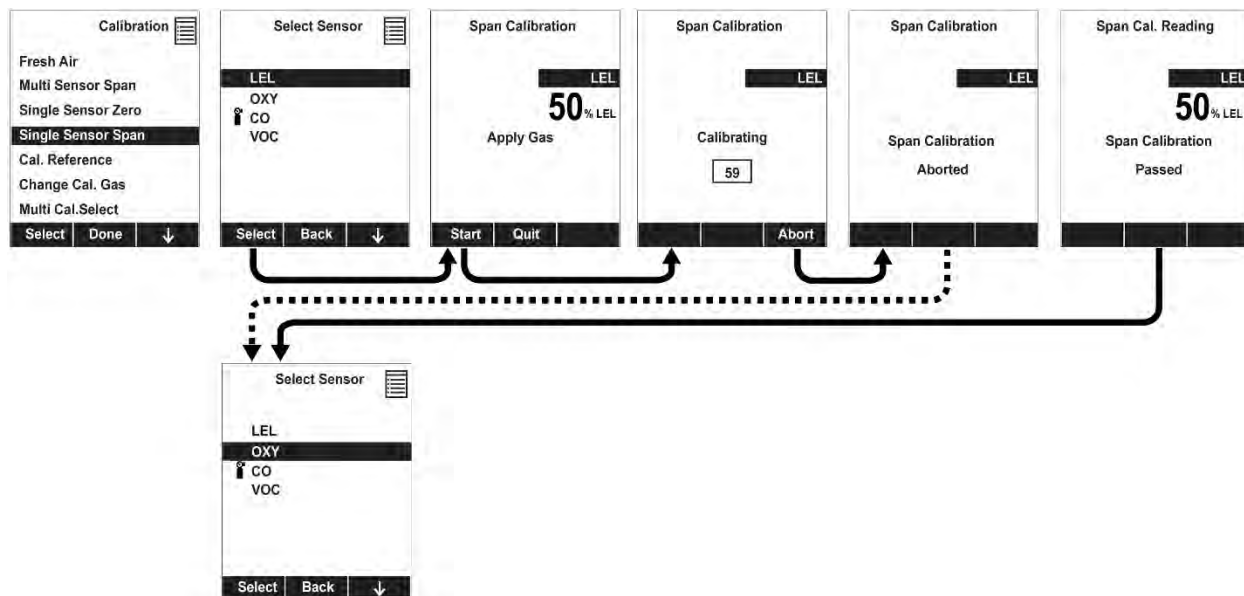 Calibration
Fresh Air
Multi Sensor Span
Single Sensor Zero
Single Sensor Span
Cal. Reference
Change Cal. Gas
Multi Cal.Select
Select Done ↓
Select Sensor
LEL
OXY
CO
VOC
Select Back ↓
Span Calibration
LEL
50 % LEL
Apply Gas
Start Quit
Span Calibration
LEL
Calibrating
59
Abort
Span Calibration
LEL
Span Calibration
Aborted
Span Cal. Reading
LEL
50 % LEL
Span Calibration
Passed
Select Sensor
LEL
OXY
CO
VOC
Select Back ↓